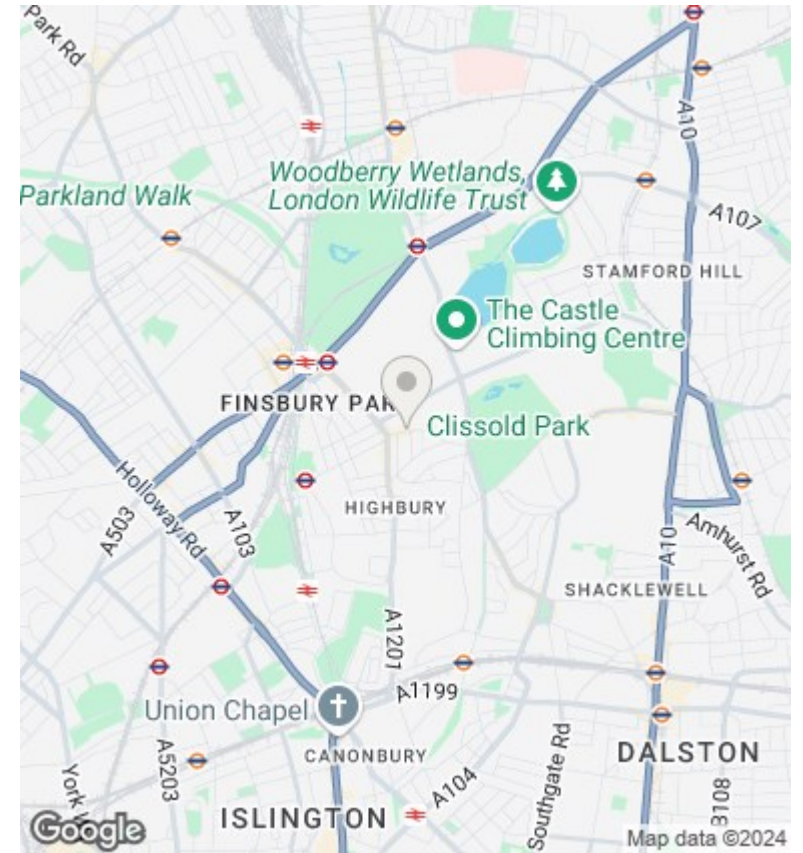 Park Rd
A10
Woodberry Wetlands,
London Wildlife Trust
Parkland Walk
A107
STAMFORD HILL
The Castle
Climbing Centre
FINSBURY PAR
Clissold Park
Holloway Rd
A503
A103
HIGHBURY
A10
Amhurst Rd
SHACKLEWELL
A1201
A1199
Union Chapel
CANONBURY
DALSTON
A5203
York W
A104
Southgate Rd
B108
ISLINGTON
Google
Map data ©2024